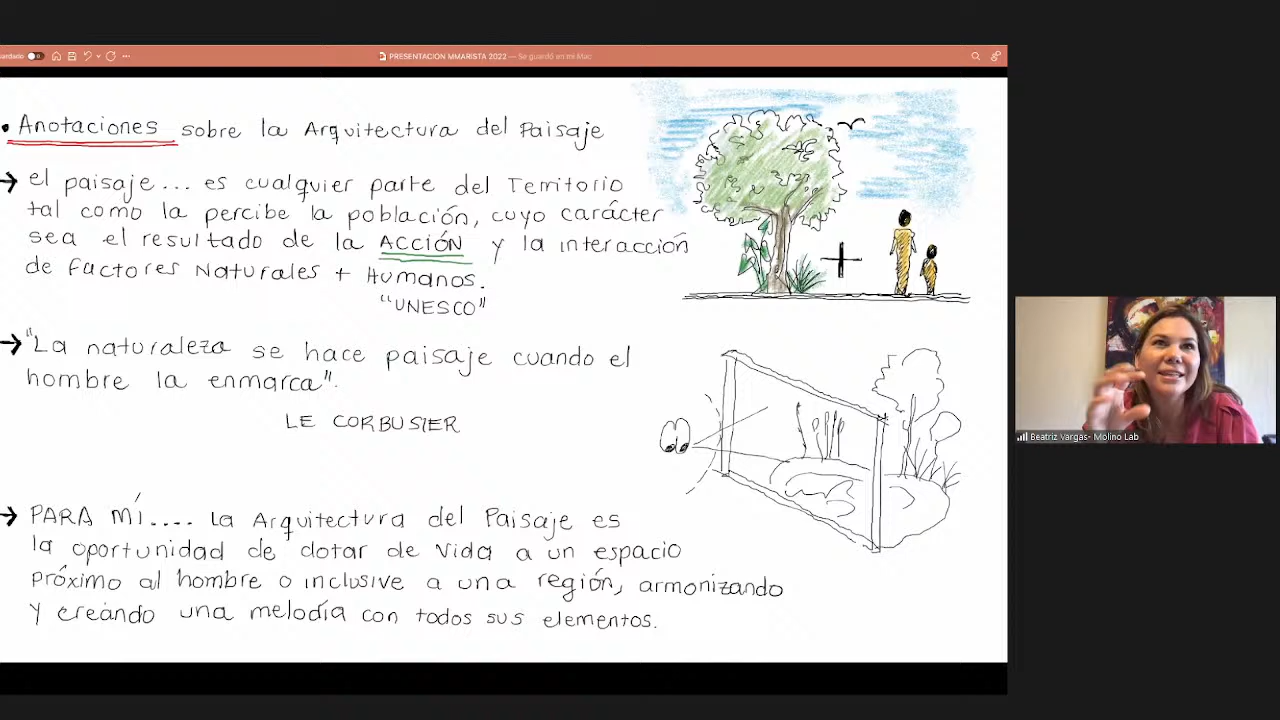 ardado
PRESENTACION MMARISTA 2022 — Se guardó en mi Mac
• Anotaciones sobre la Arquitectura del Paisaje
→ el paisaje... es cualquier parte del Territorio
tal como la percibe la población, cuyo carácter
sea el resultado de la ACCIÓN y la interacción
de Factores Naturales + Humanos.
"UNESCO"
→ "La naturaleza se hace paisaje cuando el
hombre la enmarca".
LE CORBUSIER
→ PARA MÍ.... la Arquitectura del Paisaje es
la oportunidad de dotar de vida a un espacio
próximo al hombre o inclusive a una región, armonizando
y creando una melodía con todos sus elementos.
Beatriz Vargas- Molino Lab